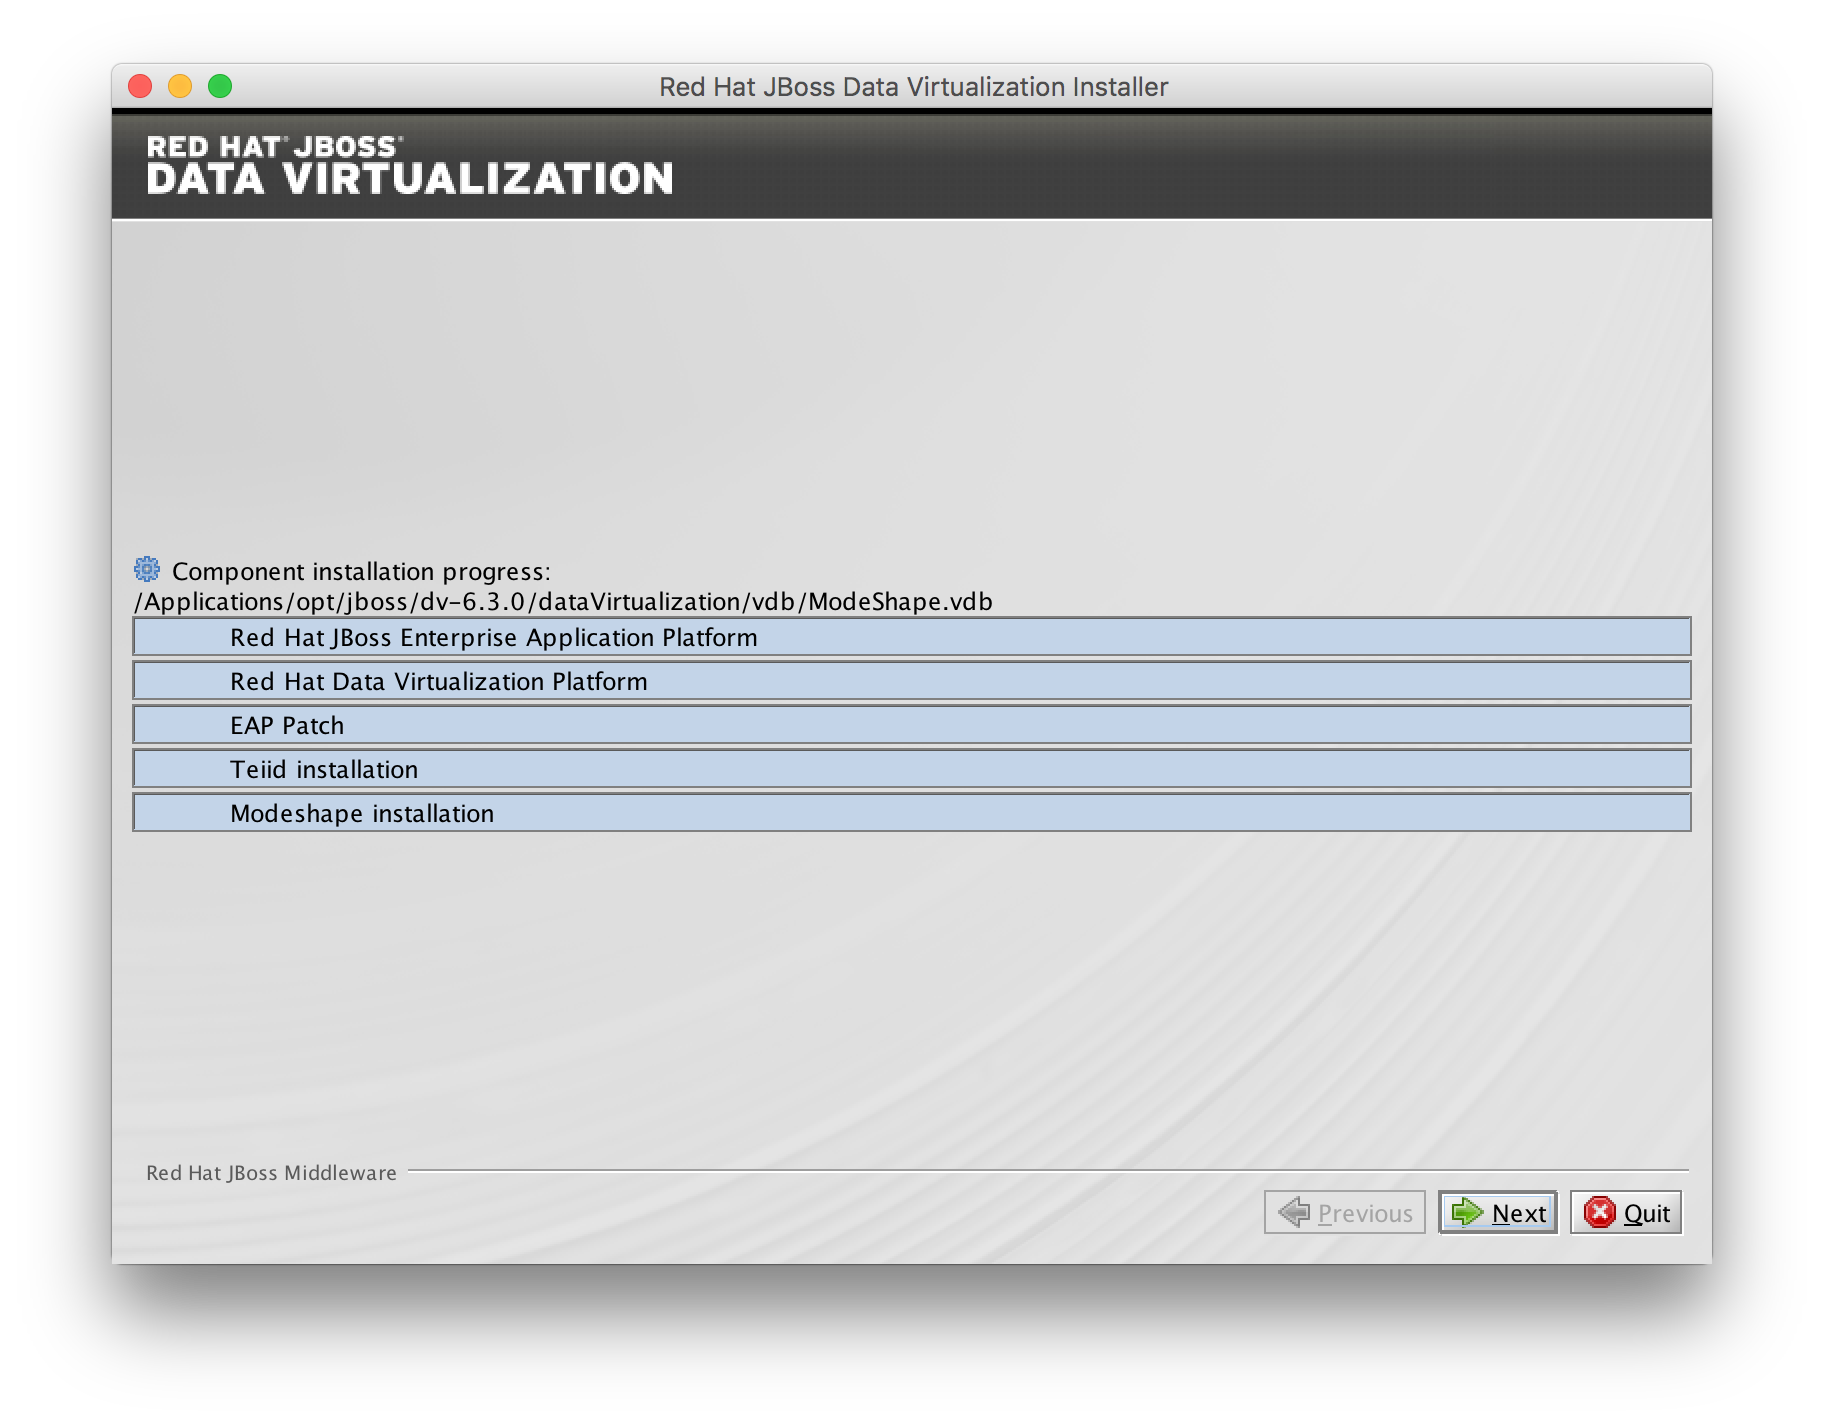 Red Hat JBoss Data Virtualization Installer
RED HAT® JBOSS®
DATA VIRTUALIZATION
Component installation progress:
/Applications/opt/jboss/dv-6.3.0/dataVirtualization/vdb/ModeShape.vdb
Red Hat JBoss Enterprise Application Platform
Red Hat Data Virtualization Platform
EAP Patch
Teiid installation
Modeshape installation
Red Hat JBoss Middleware
Previous
Next
Quit